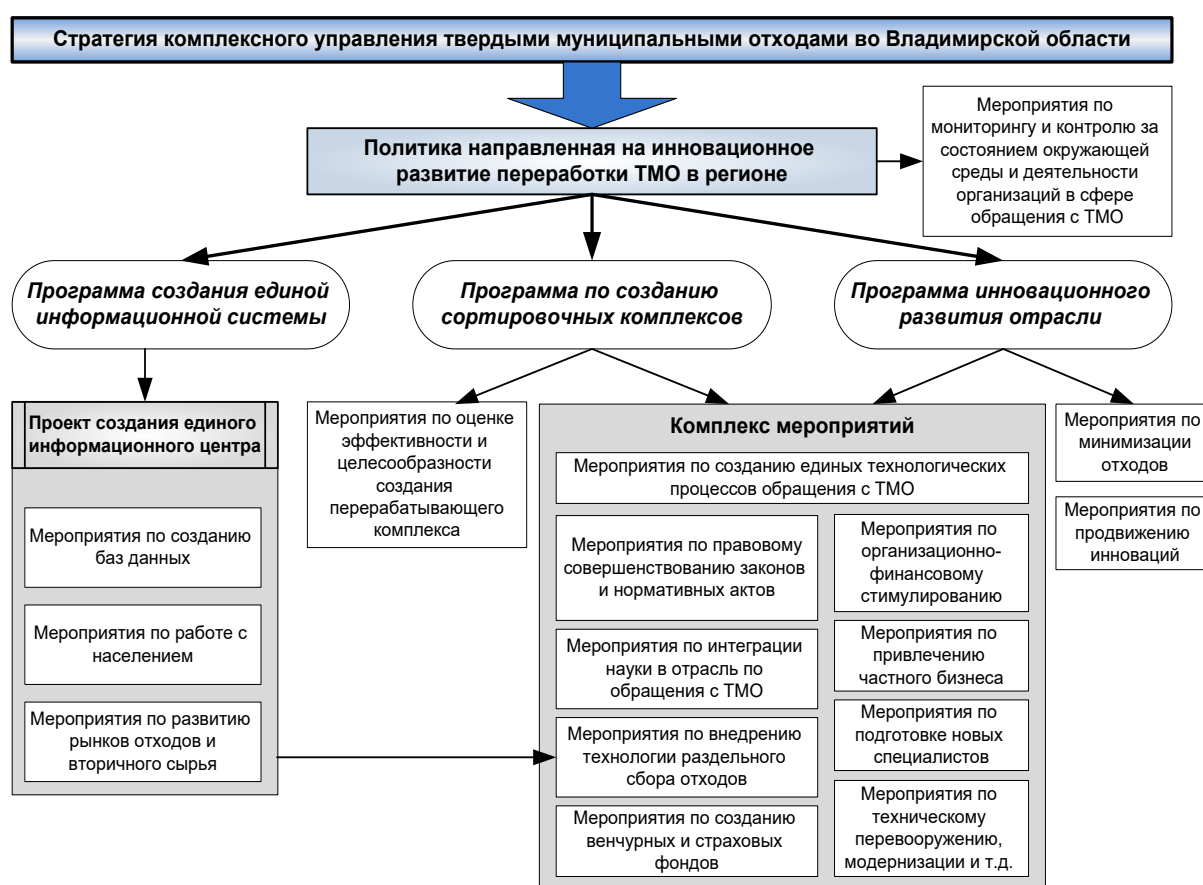 Стратегия комплексного управления твердыми муниципальными отходами во Владимирской области
Политика направленная на инновационное
развитие переработки ТМО в регионе
Мероприятия по
мониторингу и контролю за
состоянием окружающей
среды и деятельности
организаций в сфере
обращения с ТМО
Программа создания единой
информационной системы
Программа по созданию
сортировочных комплексов
Программа инновационного
развития отрасли
Проект создания единого
информационного центра
Мероприятия по созданию
баз данных
Мероприятия по работе с
населением
Мероприятия по развитию
рынков отходов и
вторичного сырья
Мероприятия по оценке
эффективности и
целесообразности
создания
перерабатывающего
комплекса
Комплекс мероприятий
Мероприятия по созданию единых технологических
процессов обращения с ТМО
Мероприятия по правовому
совершенствованию законов
и нормативных актов
Мероприятия по интеграции
науки в отрасль по
обращения с ТМО
Мероприятия по внедрению
технологии раздельного
сбора отходов
Мероприятия по созданию
венчурных и страховых
фондов
Мероприятия по
организационно-
финансовому
стимулированию
Мероприятия по
привлечению
частного бизнеса
Мероприятия по
подготовке новых
специалистов
Мероприятия по
техническому
перевооружению,
модернизации и т.д.
Мероприятия по
минимизации
отходов
Мероприятия по
продвижению
инноваций